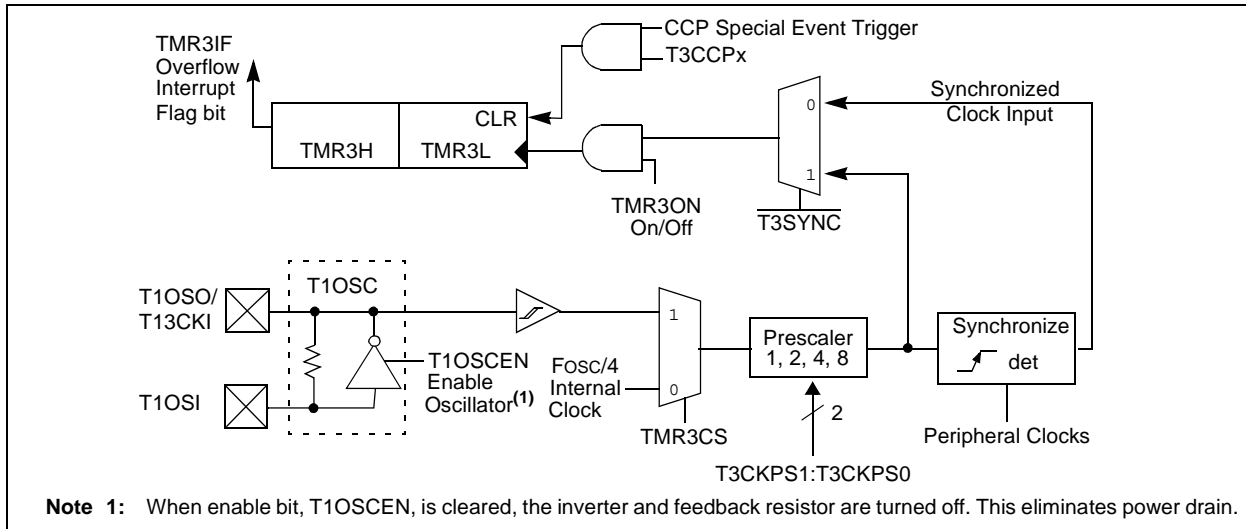 TMR3IF
Overflow
Interrupt
Flag bit
CCP Special Event Trigger
T3CCPx
TMR3H
TMR3L
CLR
TMR3ON
On/Off
0
1
T3SYNC
Synchronized
Clock Input
T1OSO/
T13CKI
T1OSI
T1OSC
T1OSCEN
Enable
Oscillator(1)
FOSC/4
Internal
Clock
1
0
TMR3CS
Prescaler
1, 2, 4, 8
2
T3CKPS1:T3CKPS0
Synchronize
det
Peripheral Clocks
Note 1: When enable bit, T1OSCEN, is cleared, the inverter and feedback resistor are turned off. This eliminates power drain.